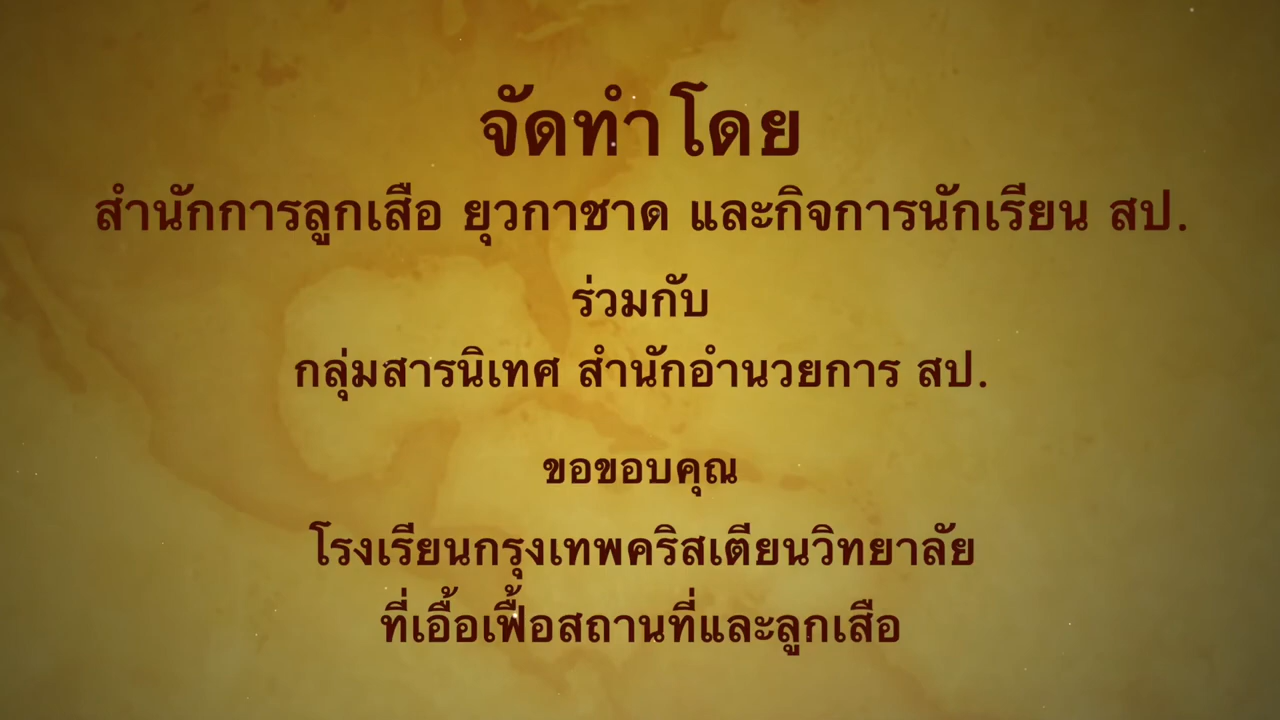 จัดทำโดย
สำนักการลูกเสือ ยุวกาชาด และกิจการนักเรียน สป.
ร่วมกับ
กลุ่มสารนิเทศ สำนักอำนวยการ สป.
ขอขอบคุณ
โรงเรียนกรุงเทพคริสเตียนวิทยาลัย
ที่เอื้อเฟื้อสถานที่และลูกเสือ